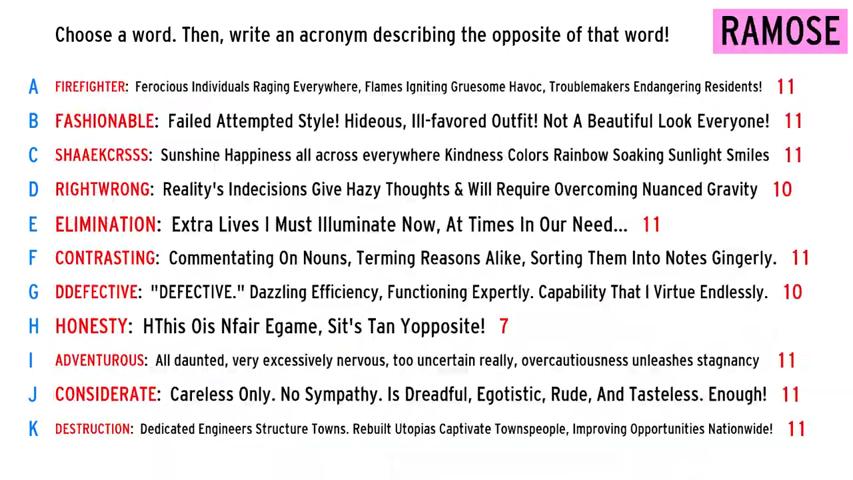 Choose a word. Then, write an acronym describing the opposite of that word!
RAMOSE
A FIREFIGHTER: Ferocious Individuals Raging Everywhere, Flames Igniting Gruesome Havoc, Troublemakers Endangering Residents! 11
B FASHIONABLE: Failed Attempted Style! Hideous, Ill-favored Outfit! Not A Beautiful Look Everyone! 11
C SHAAEKCRSSS: Sunshine Happiness all across everywhere Kindness Colors Rainbow Soaking Sunlight Smiles 11
D RIGHTWRONG: Reality's Indecisions Give Hazy Thoughts & Will Require Overcoming Nuanced Gravity 10
E ELIMINATION: Extra Lives I Must Illuminate Now, At Times In Our Need... 11
F CONTRASTING: Commentating On Nouns, Terming Reasons Alike, Sorting Them Into Notes Gingerly. 11
G DDEFECTIVE: "DEFECTIVE." Dazzling Efficiency, Functioning Expertly. Capability That I Virtue Endlessly. 10
H HONESTY: HThis Ois Nfair Egame, Sit's Tan Yopposite! 7
I ADVENTUROUS: All daunted, very excessively nervous, too uncertain really, overcautiousness unleashes stagnancy 11
J CONSIDERATE: Careless Only. No Sympathy. Is Dreadful, Egotistic, Rude, And Tasteless. Enough! 11
K DESTRUCTION: Dedicated Engineers Structure Towns. Rebuilt Utopias Captivate Townspeople, Improving Opportunities Nationwide! 11